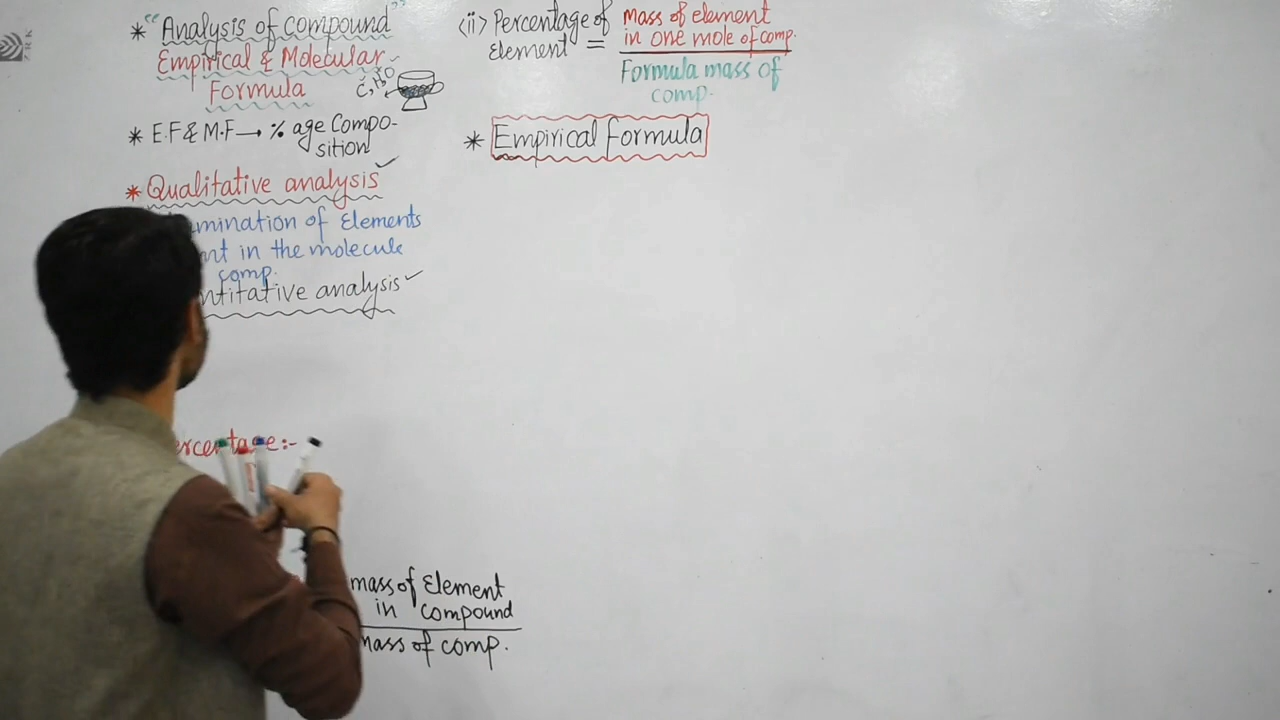 * "Analysis of compound"
Empirical & Molecular
Formula
C, H, O
* E.F & M.F → % age Compo-
sition
* Qualitative analysis ✓
mination of Elements
nt in the molecule
comp.
ntitative analysis ✓
ercentage:-
mass of Element
in compound
mass of comp.
(ii) Percentage of Element = mass of element
in one mole of comp.
Formula mass of
comp.
* Empirical formula